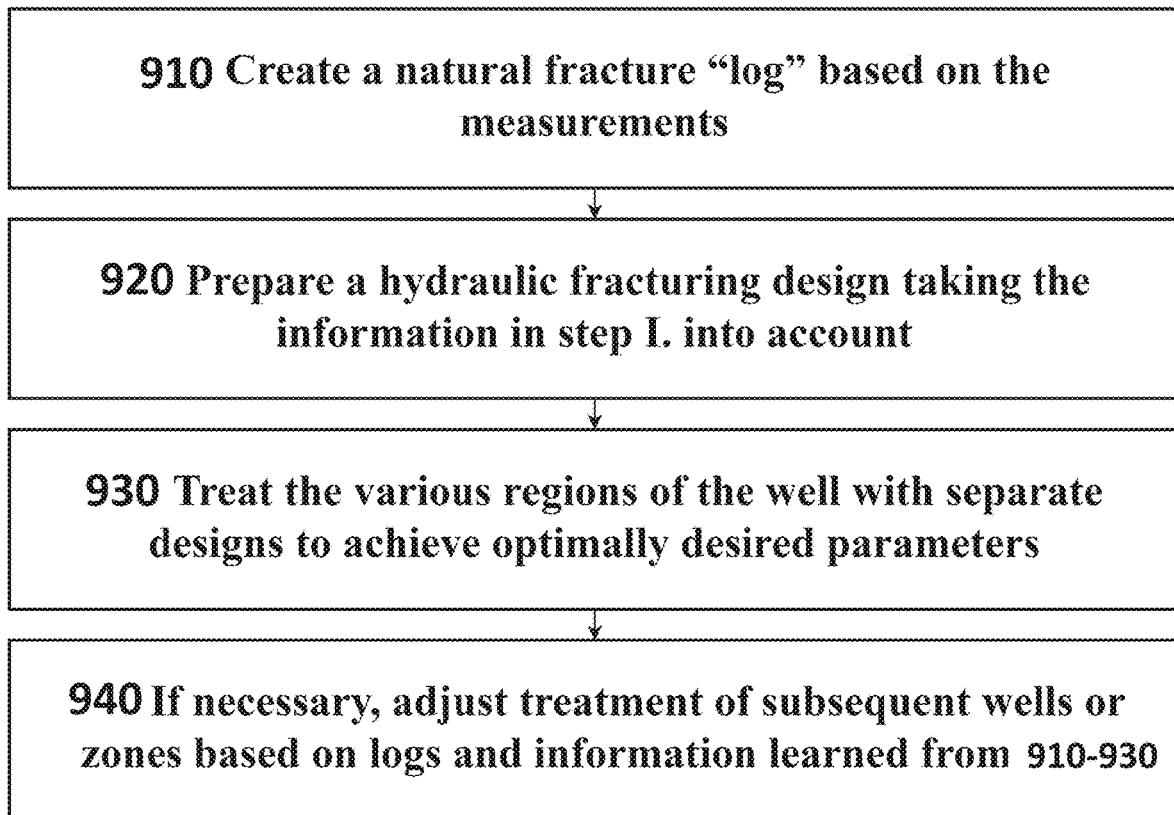 910 Create a natural fracture “log” based on the
measurements
920 Prepare a hydraulic fracturing design taking the
information in step I. into account
930 Treat the various regions of the well with separate
designs to achieve optimally desired parameters
940 If necessary, adjust treatment of subsequent wells or
zones based on logs and information learned from 910-930